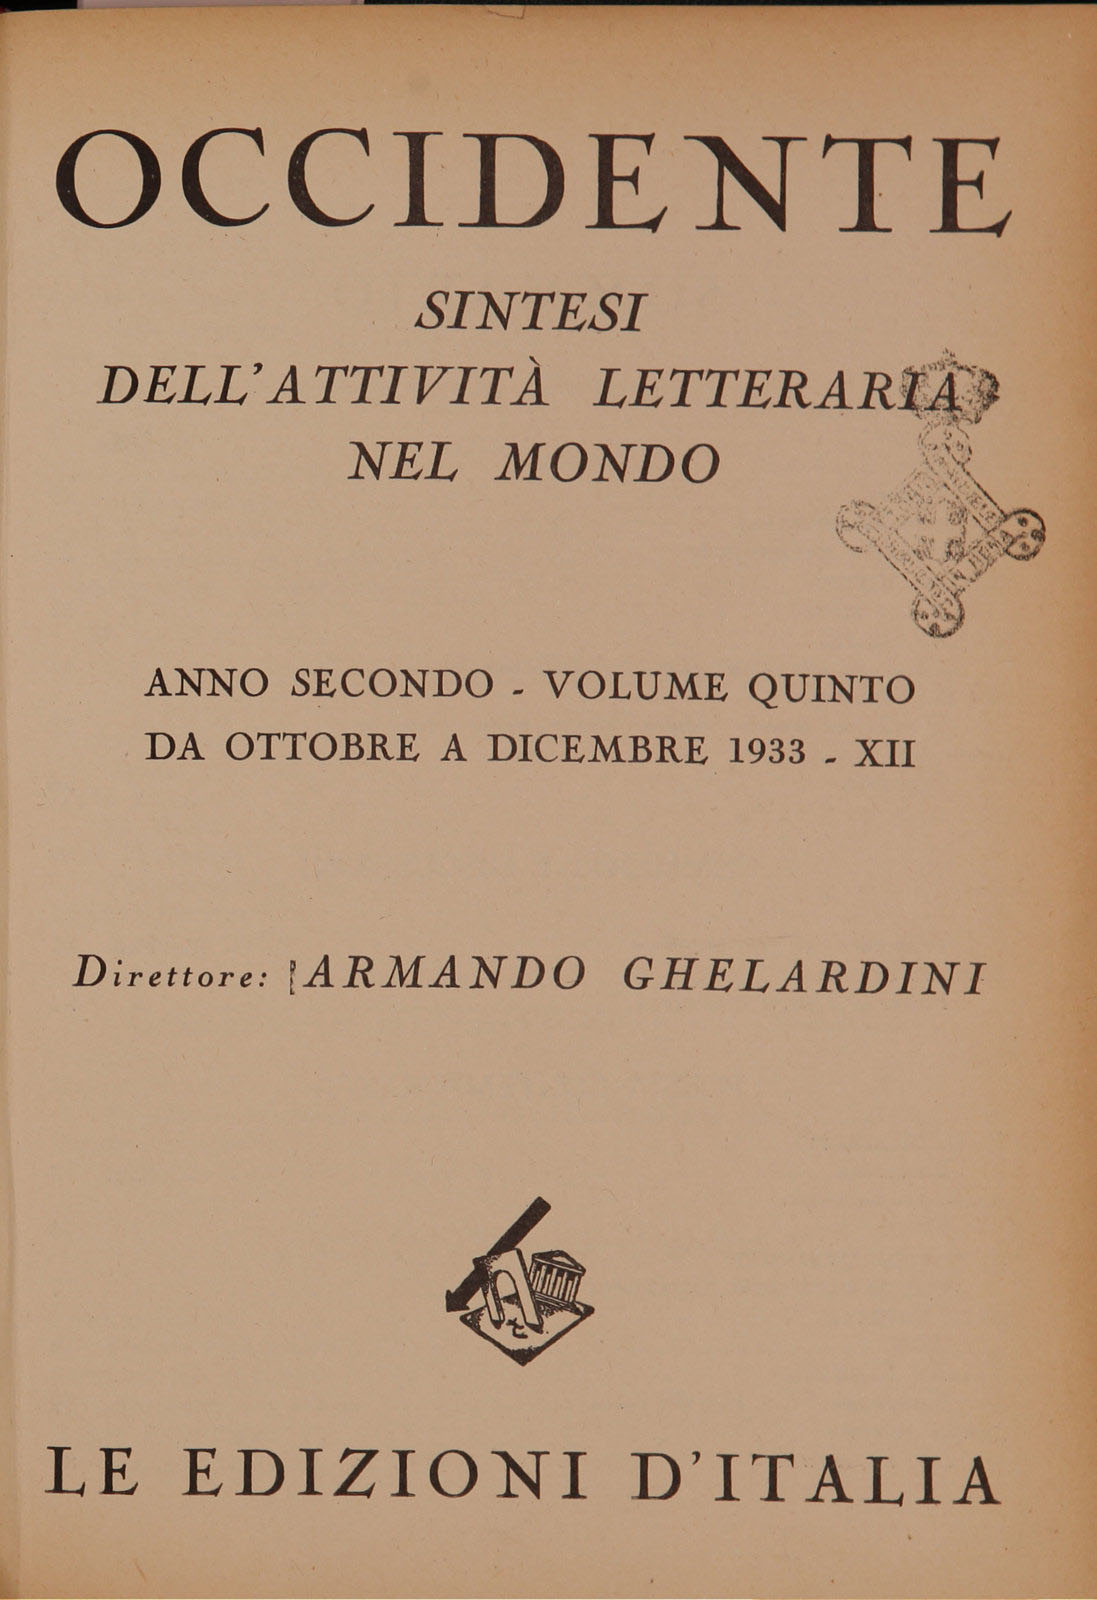 OCCIDENTE
SINTESI
DELL'ATTIVITÀ LETTERARIA
NEL MONDO
ANNO SECONDO - VOLUME QUINTO
DA OTTOBRE A DICEMBRE 1933 - XII
Direttore: ARMANDO GHELARDINI
LE EDIZIONI D'ITALIA